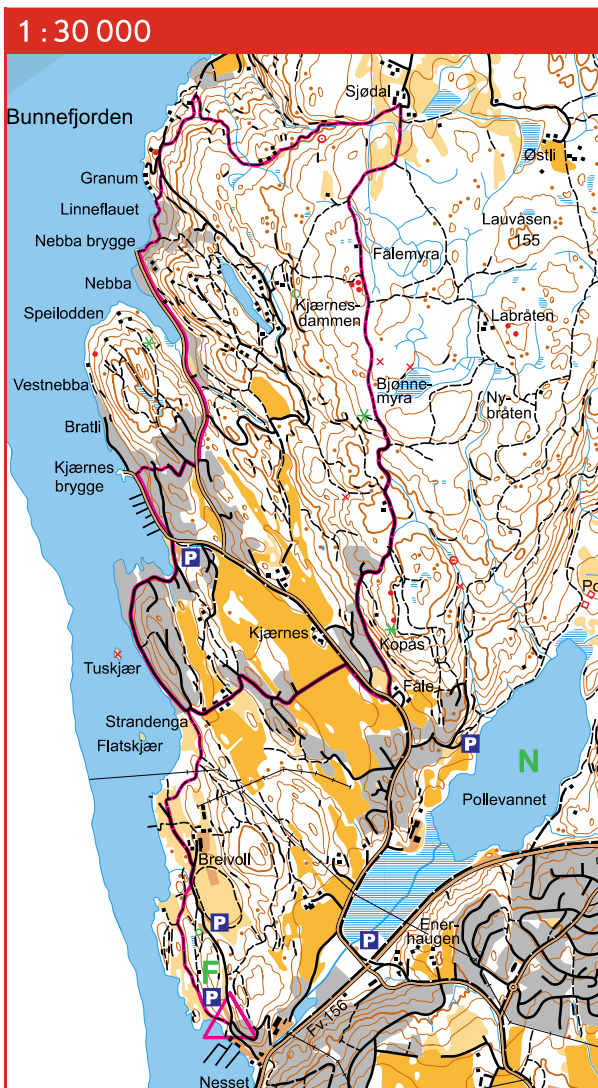 1 : 30 000
Sjødal
Bunnefjorden
Østli
Granum
Linneflauet
Lauvåsen
155
Nebba brygge
Fålemyra
Nebba
Kjærnes-
dammen
Speilodden
Labråten
Vestnebba
Bjønne-
myra
Ny-
bråten
Bratli
Kjærnes
brygge
P
Po
Kjærnes
Kopås
Tuskjær
Fåle
Strandenga
Flatskjær
P
N
Pollevannet
Breivoll
P
Ener-
haugen
P
F
P
Fv.156
Nesset